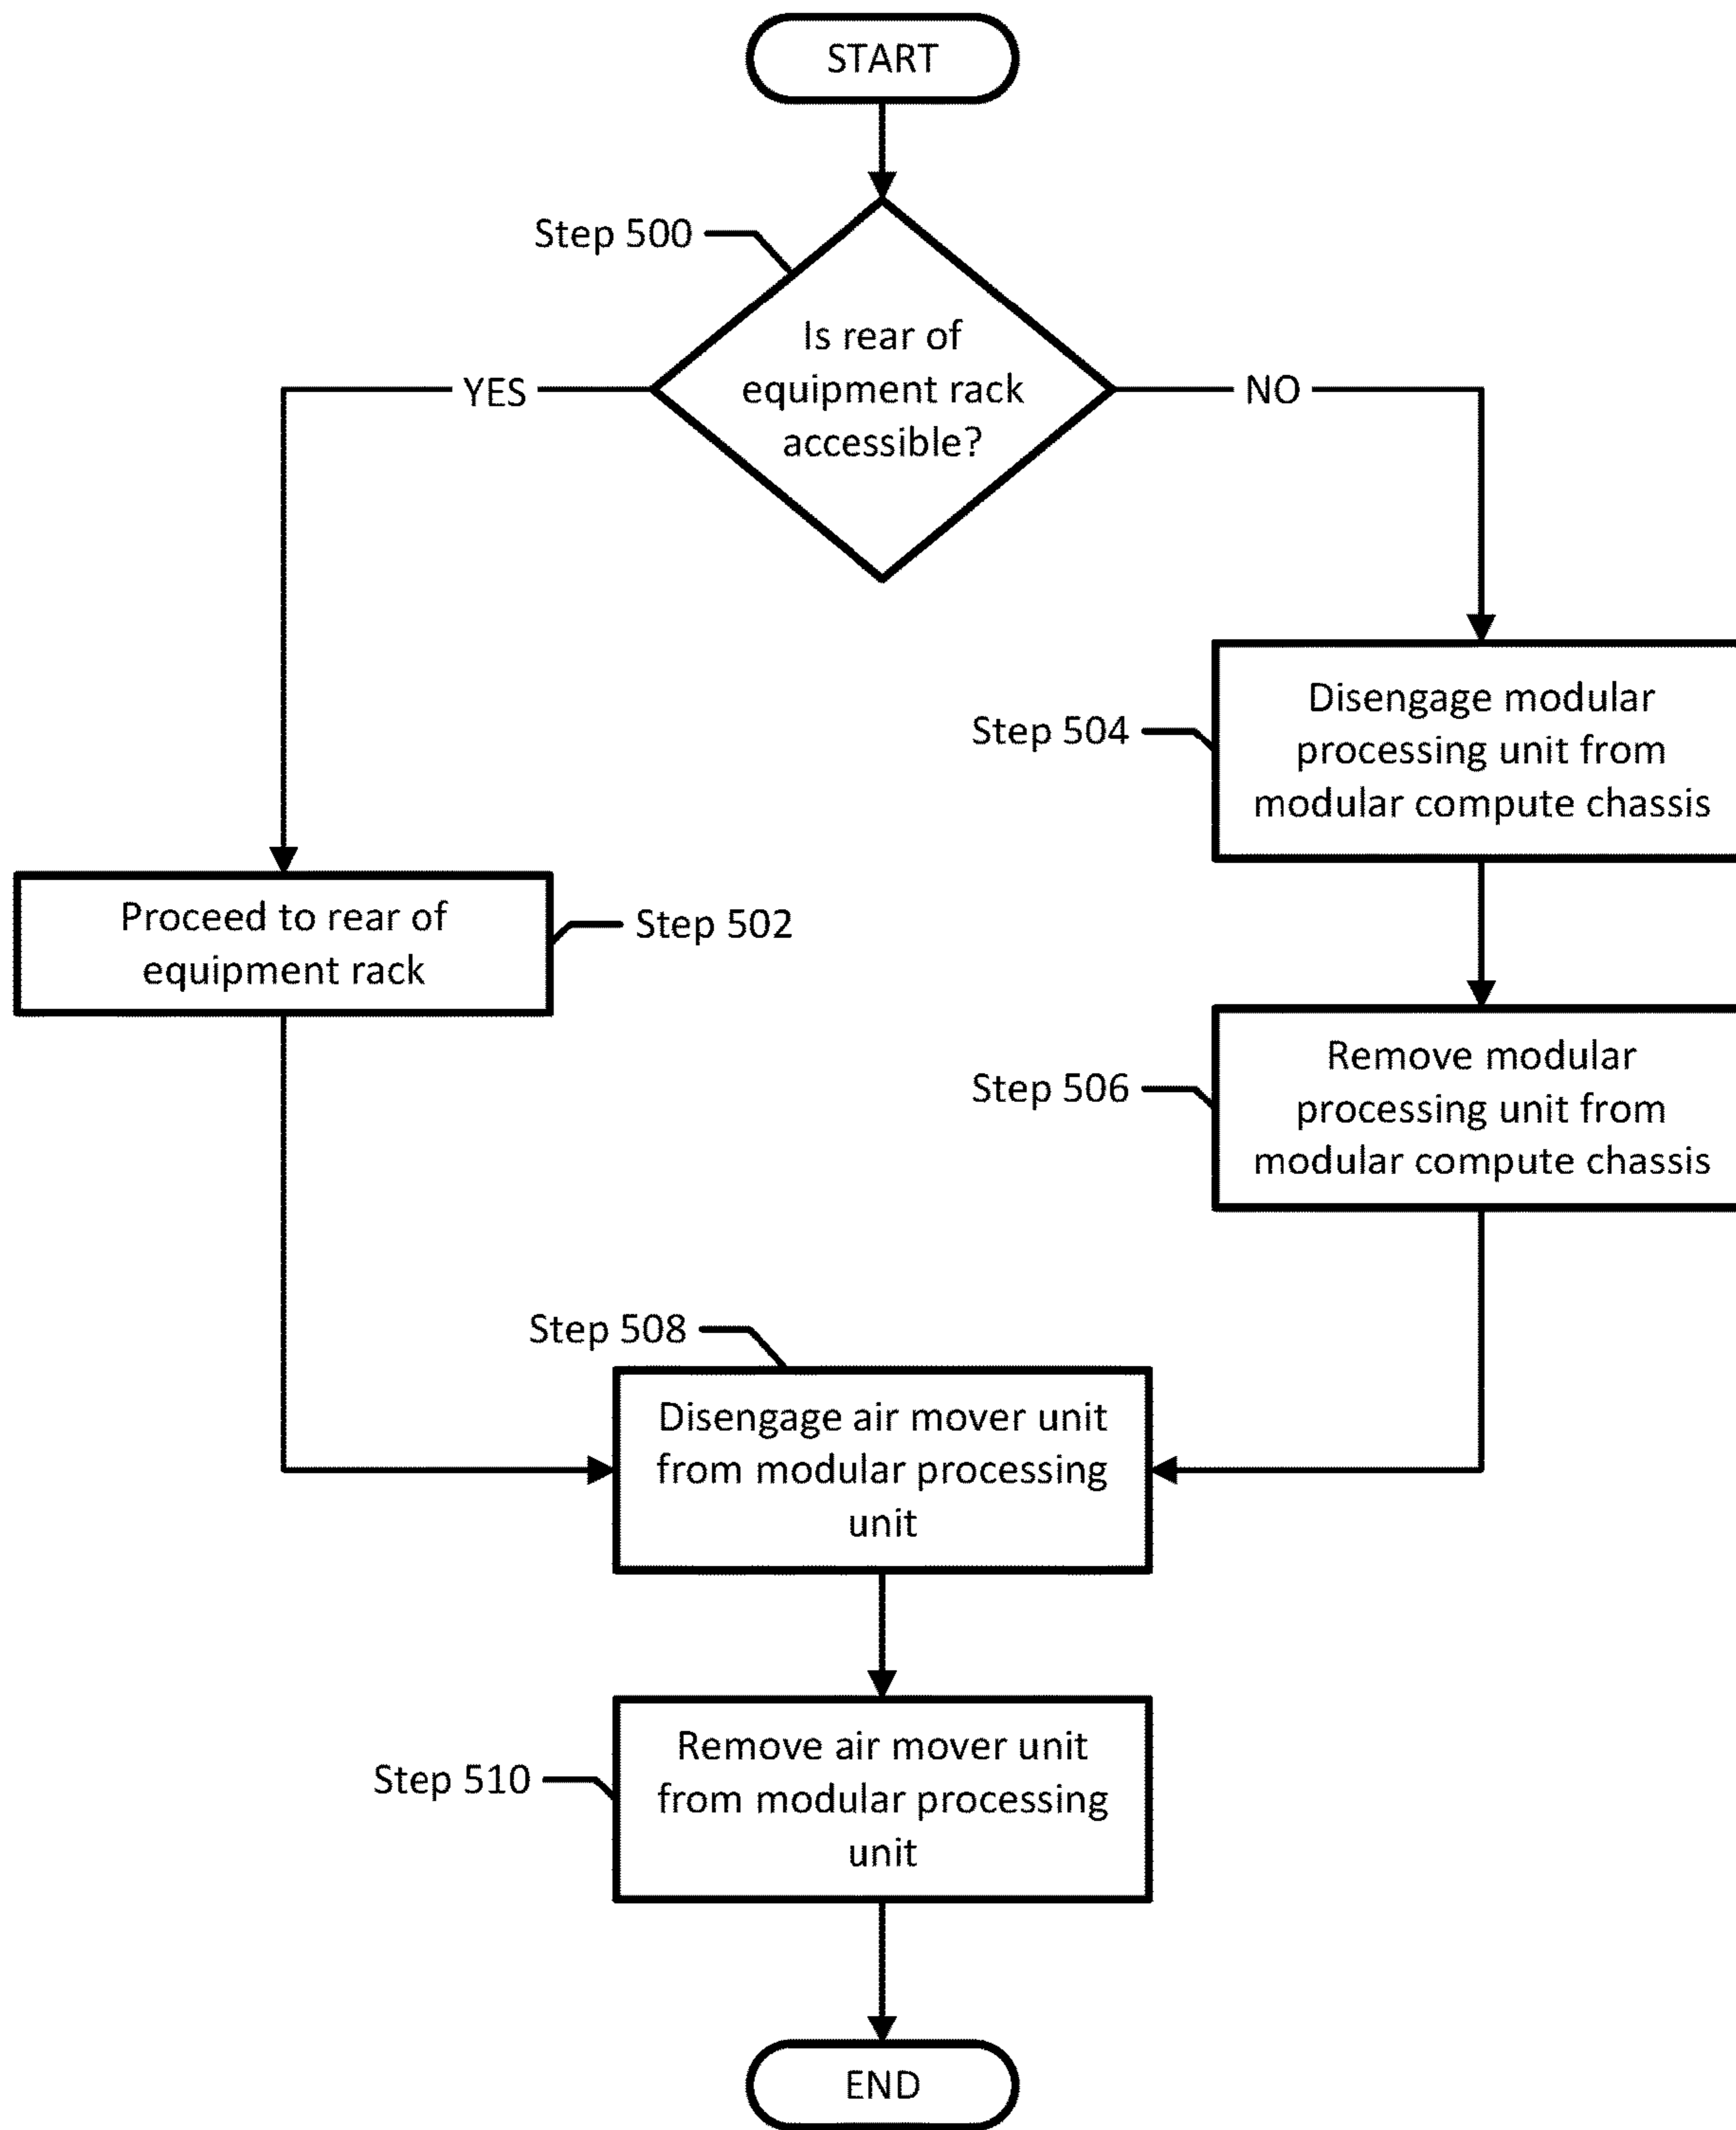 START
Step 500
Is rear of
equipment rack
accessible?
YES
NO
Step 504
Disengage modular
processing unit from
modular compute chassis
Proceed to rear of
equipment rack
Step 502
Step 506
Remove modular
processing unit from
modular compute chassis
Step 508
Disengage air mover unit
from modular processing
unit
Step 510
Remove air mover unit
from modular processing
unit
END